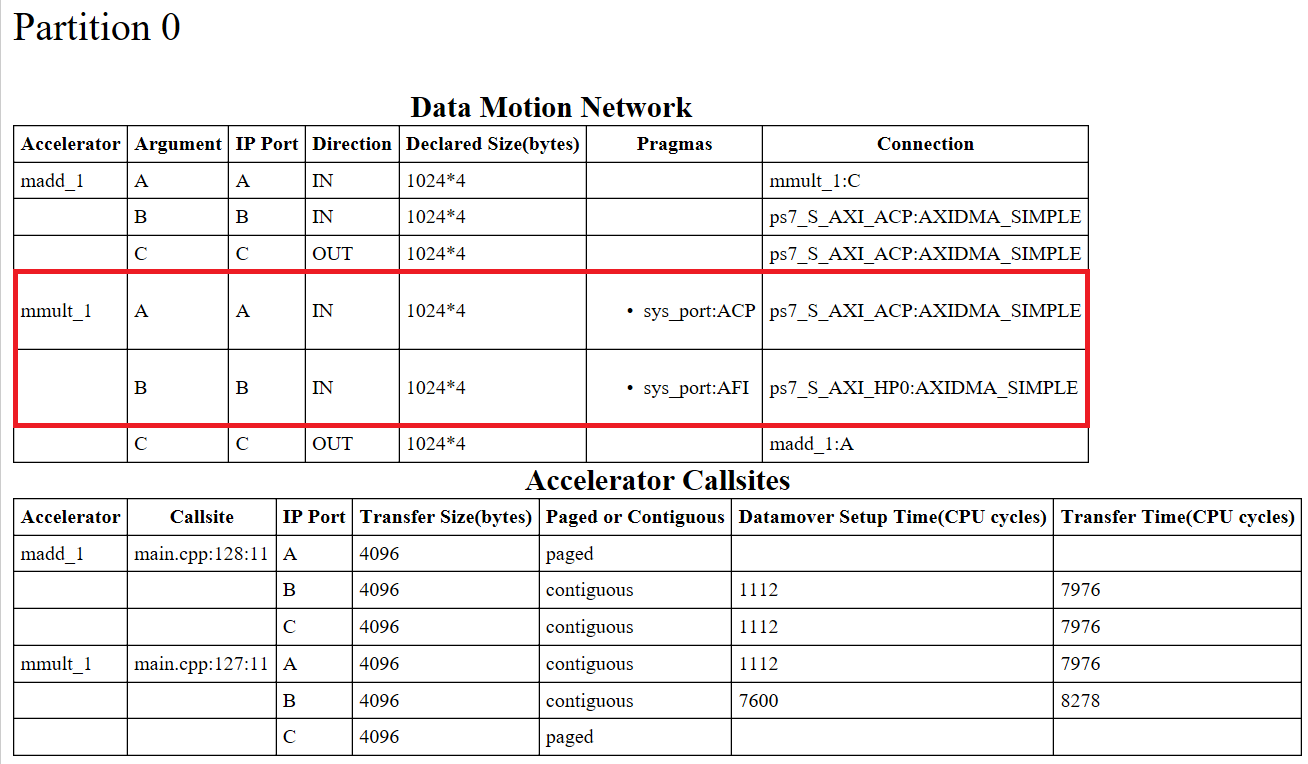 Partition 0
Data Motion Network
Accelerator Argument IP Port Direction Declared Size(bytes) Pragmas Connection
madd_1 A A IN 1024*4 mmult_1:C
B B IN 1024*4 ps7_S_AXI_ACP:AXIDMA_SIMPLE
C C OUT 1024*4 ps7_S_AXI_ACP:AXIDMA_SIMPLE
mmult_1 A A IN 1024*4 • sys_port:ACP ps7_S_AXI_ACP:AXIDMA_SIMPLE
B B IN 1024*4 • sys_port:AFI ps7_S_AXI_HP0:AXIDMA_SIMPLE
C C OUT 1024*4 madd_1:A
Accelerator Callsites
Accelerator Callsite IP Port Transfer Size(bytes) Paged or Contiguous Datamover Setup Time(CPU cycles) Transfer Time(CPU cycles)
madd_1 main.cpp:128:11 A 4096 paged
B 4096 contiguous 1112 7976
C 4096 contiguous 1112 7976
mmult_1 main.cpp:127:11 A 4096 contiguous 1112 7976
B 4096 contiguous 7600 8278
C 4096 paged